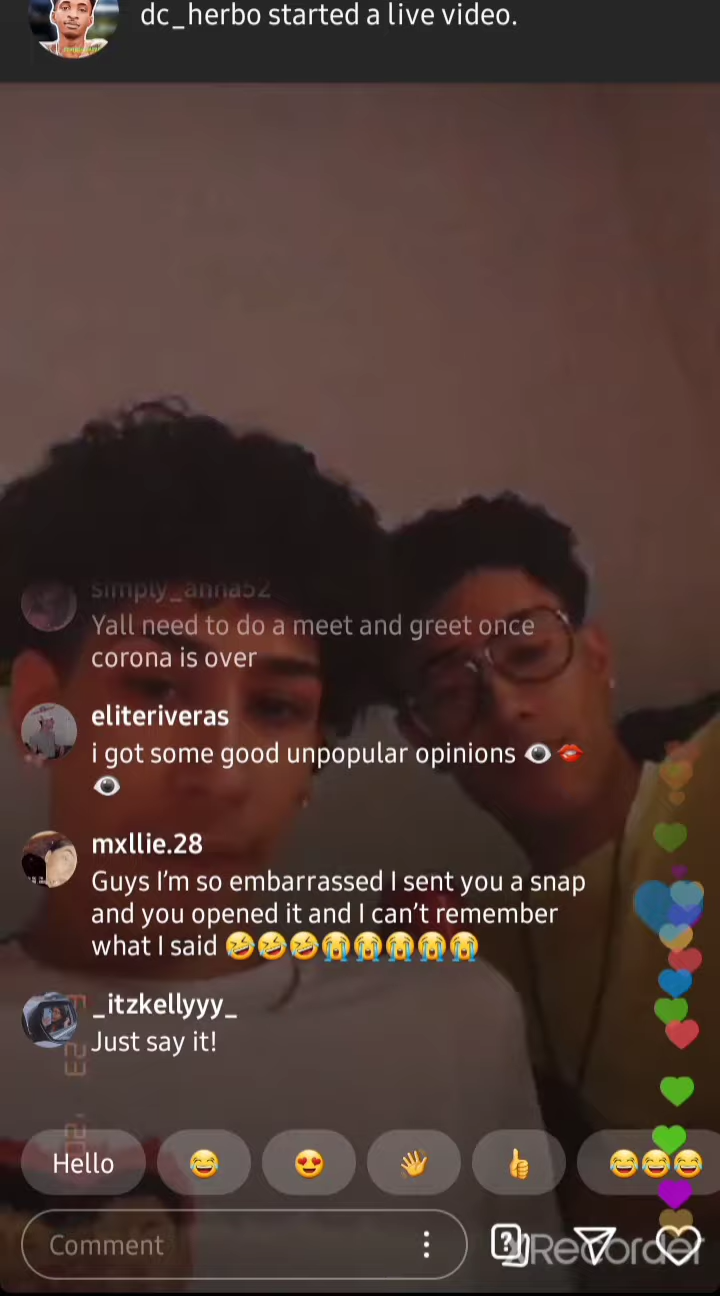 dc_herbo started a live video.
simply_anna52
Yall need to do a meet and greet once
corona is over
eliteriveras
i got some good unpopular opinions 👁️💋
👁️
mxllie.28
Guys I’m so embarrassed I sent you a snap
and you opened it and I can’t remember
what I said 🤣🤣🤣😭😭😭😭😭
_itzkellyyy_
Just say it!
Hello 😂 😍 👋 👍 😂😂😂
Comment
XRecorder